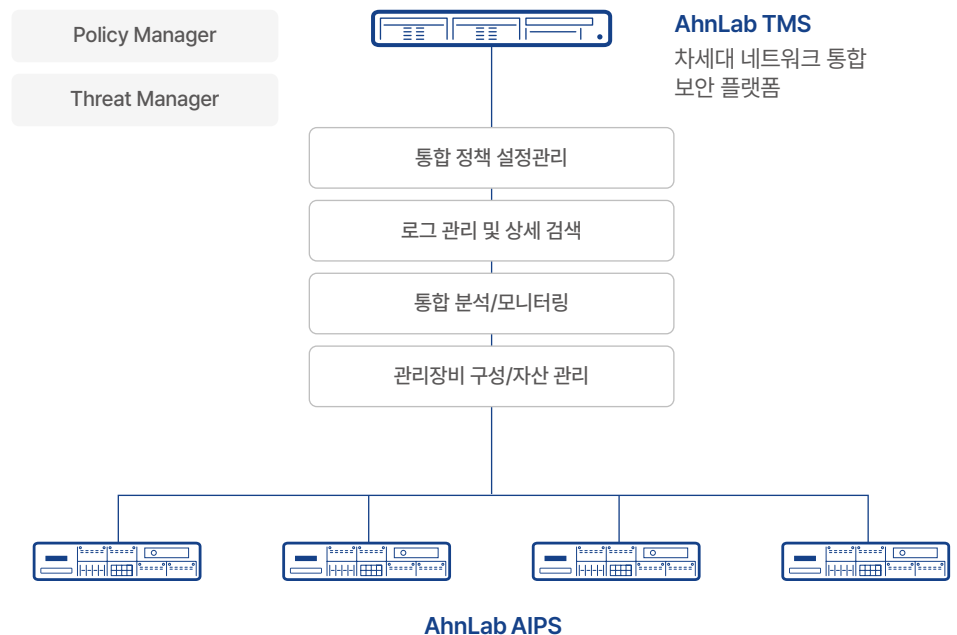 Policy Manager
Threat Manager
AhnLab TMS
차세대 네트워크 통합
보안 플랫폼
통합 정책 설정관리
로그 관리 및 상세 검색
통합 분석/모니터링
관리장비 구성/자산 관리
AhnLab AIPS